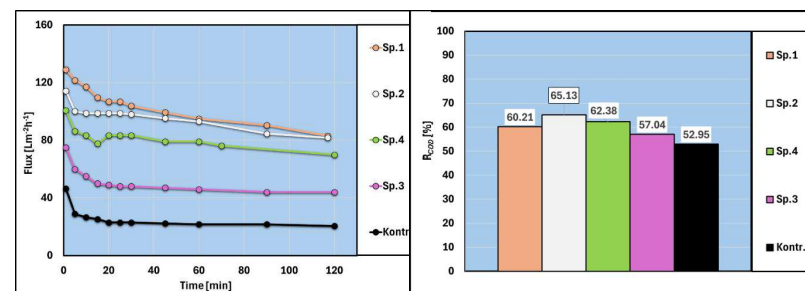 160
120
80
40
0
Flux [Lm-2h-1]
0
20
40
60
80
100
120
Time [min]
Sp.1
Sp.2
Sp.4
Sp.3
Kontr.
100
90
80
70
60
50
40
30
20
10
0
RCOD [%]
60.21
65.13
62.38
57.04
52.95
Sp.1
Sp.2
Sp.4
Sp.3
Kontr.